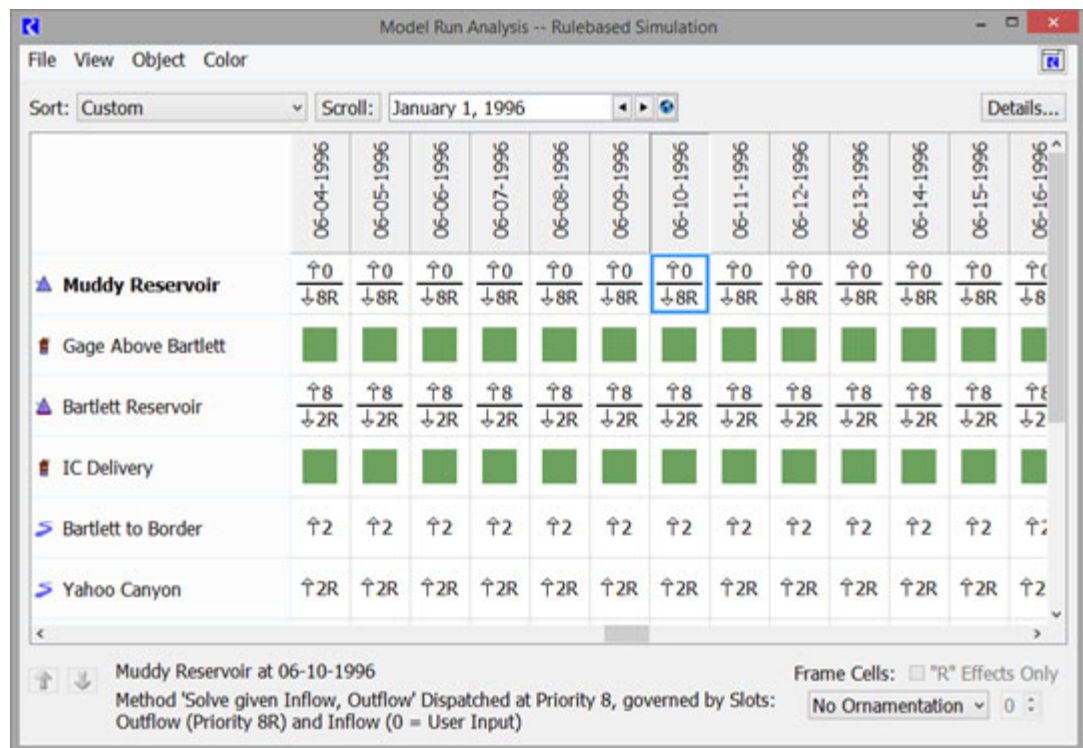 Model Run Analysis -- Rulebased Simulation
File View Object Color
Sort: Custom Scroll: January 1, 1996 Details...
06-04-1996 06-05-1996 06-06-1996 06-07-1996 06-08-1996 06-09-1996 06-10-1996 06-11-1996 06-12-1996 06-13-1996 06-14-1996 06-15-1996 06-16-1996
Muddy Reservoir
⇑0 ⇑0 ⇑0 ⇑0 ⇑0 ⇑0 ⇑0 ⇑0 ⇑0 ⇑0 ⇑0 ⇑0 ⇑0
⇓8R ⇓8R ⇓8R ⇓8R ⇓8R ⇓8R ⇓8R ⇓8R ⇓8R ⇓8R ⇓8R ⇓8R ⇓8
Gage Above Bartlett
Bartlett Reservoir
⇑8 ⇑8 ⇑8 ⇑8 ⇑8 ⇑8 ⇑8 ⇑8 ⇑8 ⇑8 ⇑8 ⇑8 ⇑8
⇓2R ⇓2R ⇓2R ⇓2R ⇓2R ⇓2R ⇓2R ⇓2R ⇓2R ⇓2R ⇓2R ⇓2R ⇓2
IC Delivery
Bartlett to Border ⇑2 ⇑2 ⇑2 ⇑2 ⇑2 ⇑2 ⇑2 ⇑2 ⇑2 ⇑2 ⇑2 ⇑2 ⇑2
Yahoo Canyon ⇑2R ⇑2R ⇑2R ⇑2R ⇑2R ⇑2R ⇑2R ⇑2R ⇑2R ⇑2R ⇑2R ⇑2R ⇑2
Muddy Reservoir at 06-10-1996
Method 'Solve given Inflow, Outflow' Dispatched at Priority 8, governed by Slots:
Outflow (Priority 8R) and Inflow (0 = User Input)
Frame Cells: "R" Effects Only
No Ornamentation 0